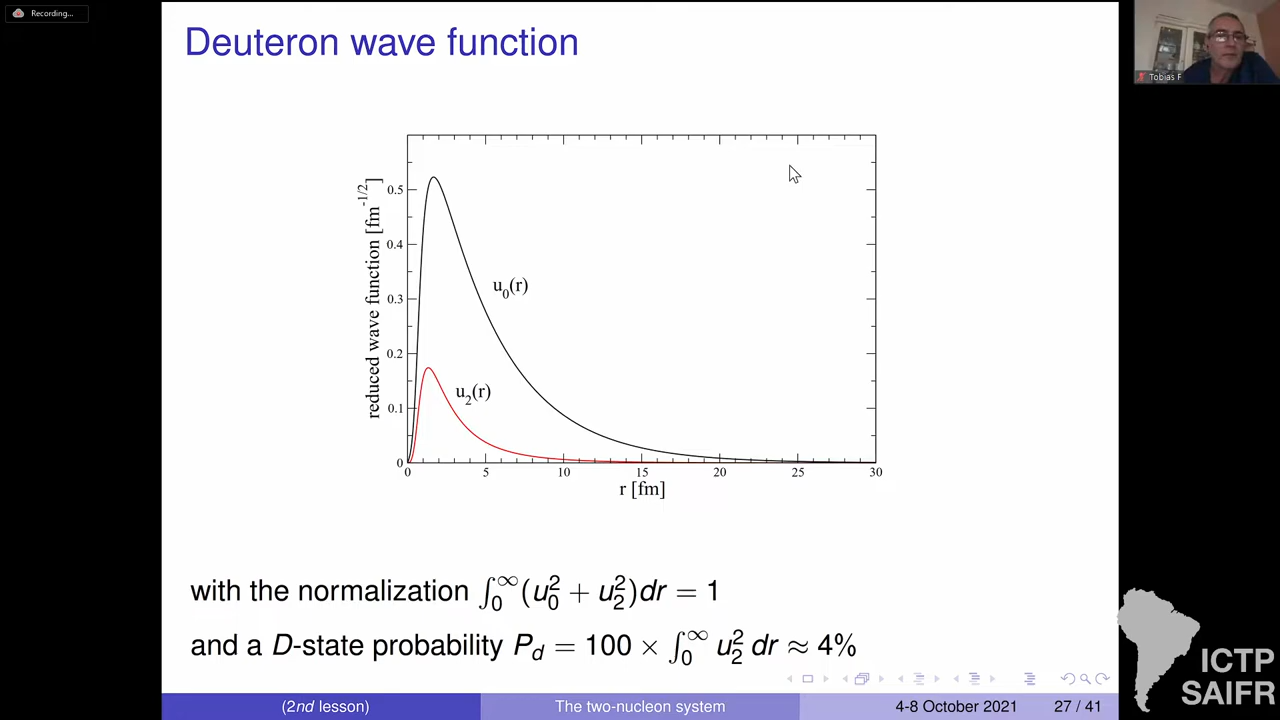 Recording...
Deuteron wave function
Tobias F
reduced wave function [fm^-1/2]
0.5
0.4
0.3
0.2
0.1
0
u_0(r)
u_2(r)
0 5 10 15 20 25 30
r [fm]
with the normalization ∫_0^∞ (u_0^2 + u_2^2)dr = 1
and a D-state probability P_d = 100 × ∫_0^∞ u_2^2 dr ≈ 4%
ICTP
SAIFR
(2nd lesson) The two-nucleon system 4-8 October 2021 27 / 41